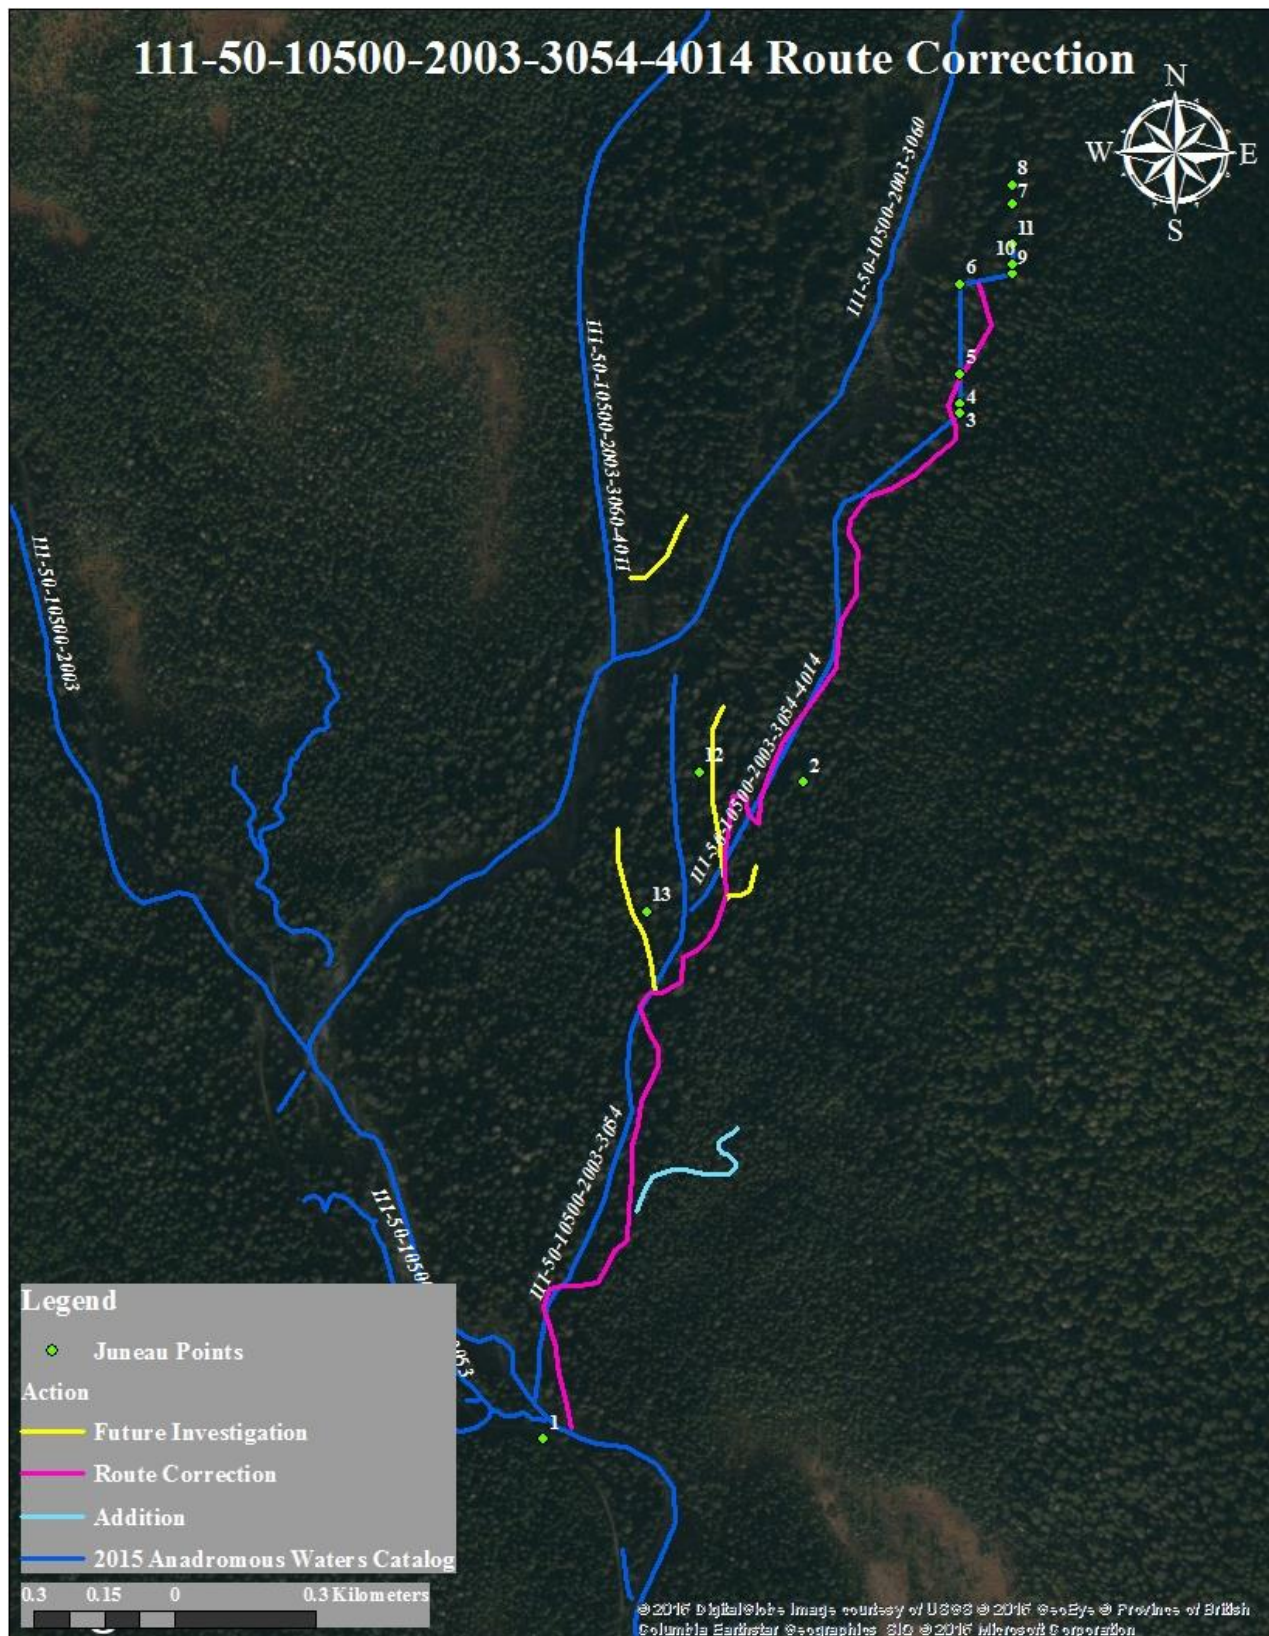 111-50-10500-2003-3054-4014 Route Correction
N
W
E
S
111-50-10500-2003-3060
8
7
11
10
9
6
5
4
3
111-50-10500-2003-3060-4011
111-50-10500-2003
111-50-10500-2003-3054-4014
12
2
13
111-50-10500-2003-3054
111-50-1050
3053
1
Legend
Juneau Points
Action
Future Investigation
Route Correction
Addition
2015 Anadromous Waters Catalog
0.3 0.15 0 0.3 Kilometers
© 2016 DigitalGlobe Image courtesy of USGS © 2016 GeoEye © Province of British
Columbia Earthstar Geographics SIO © 2016 Microsoft Corporation